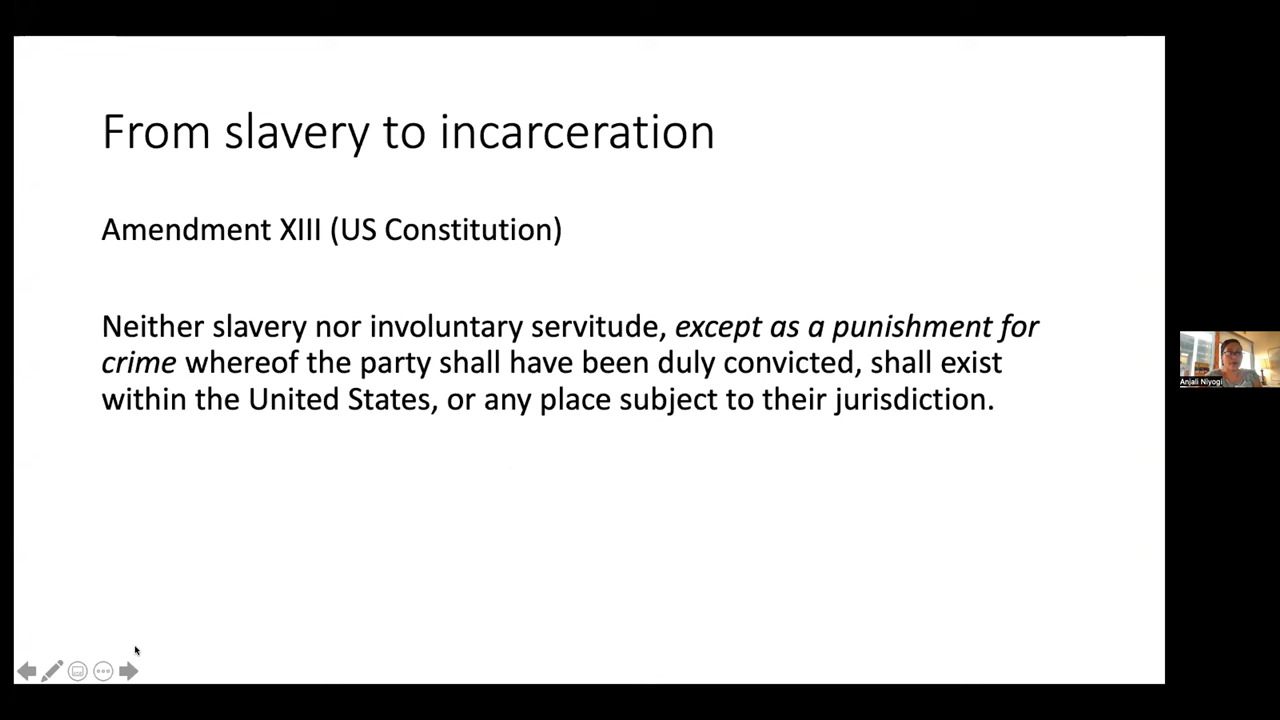 From slavery to incarceration
Amendment XIII (US Constitution)
Neither slavery nor involuntary servitude, except as a punishment for
crime whereof the party shall have been duly convicted, shall exist
within the United States, or any place subject to their jurisdiction.
Anjali Niyogi